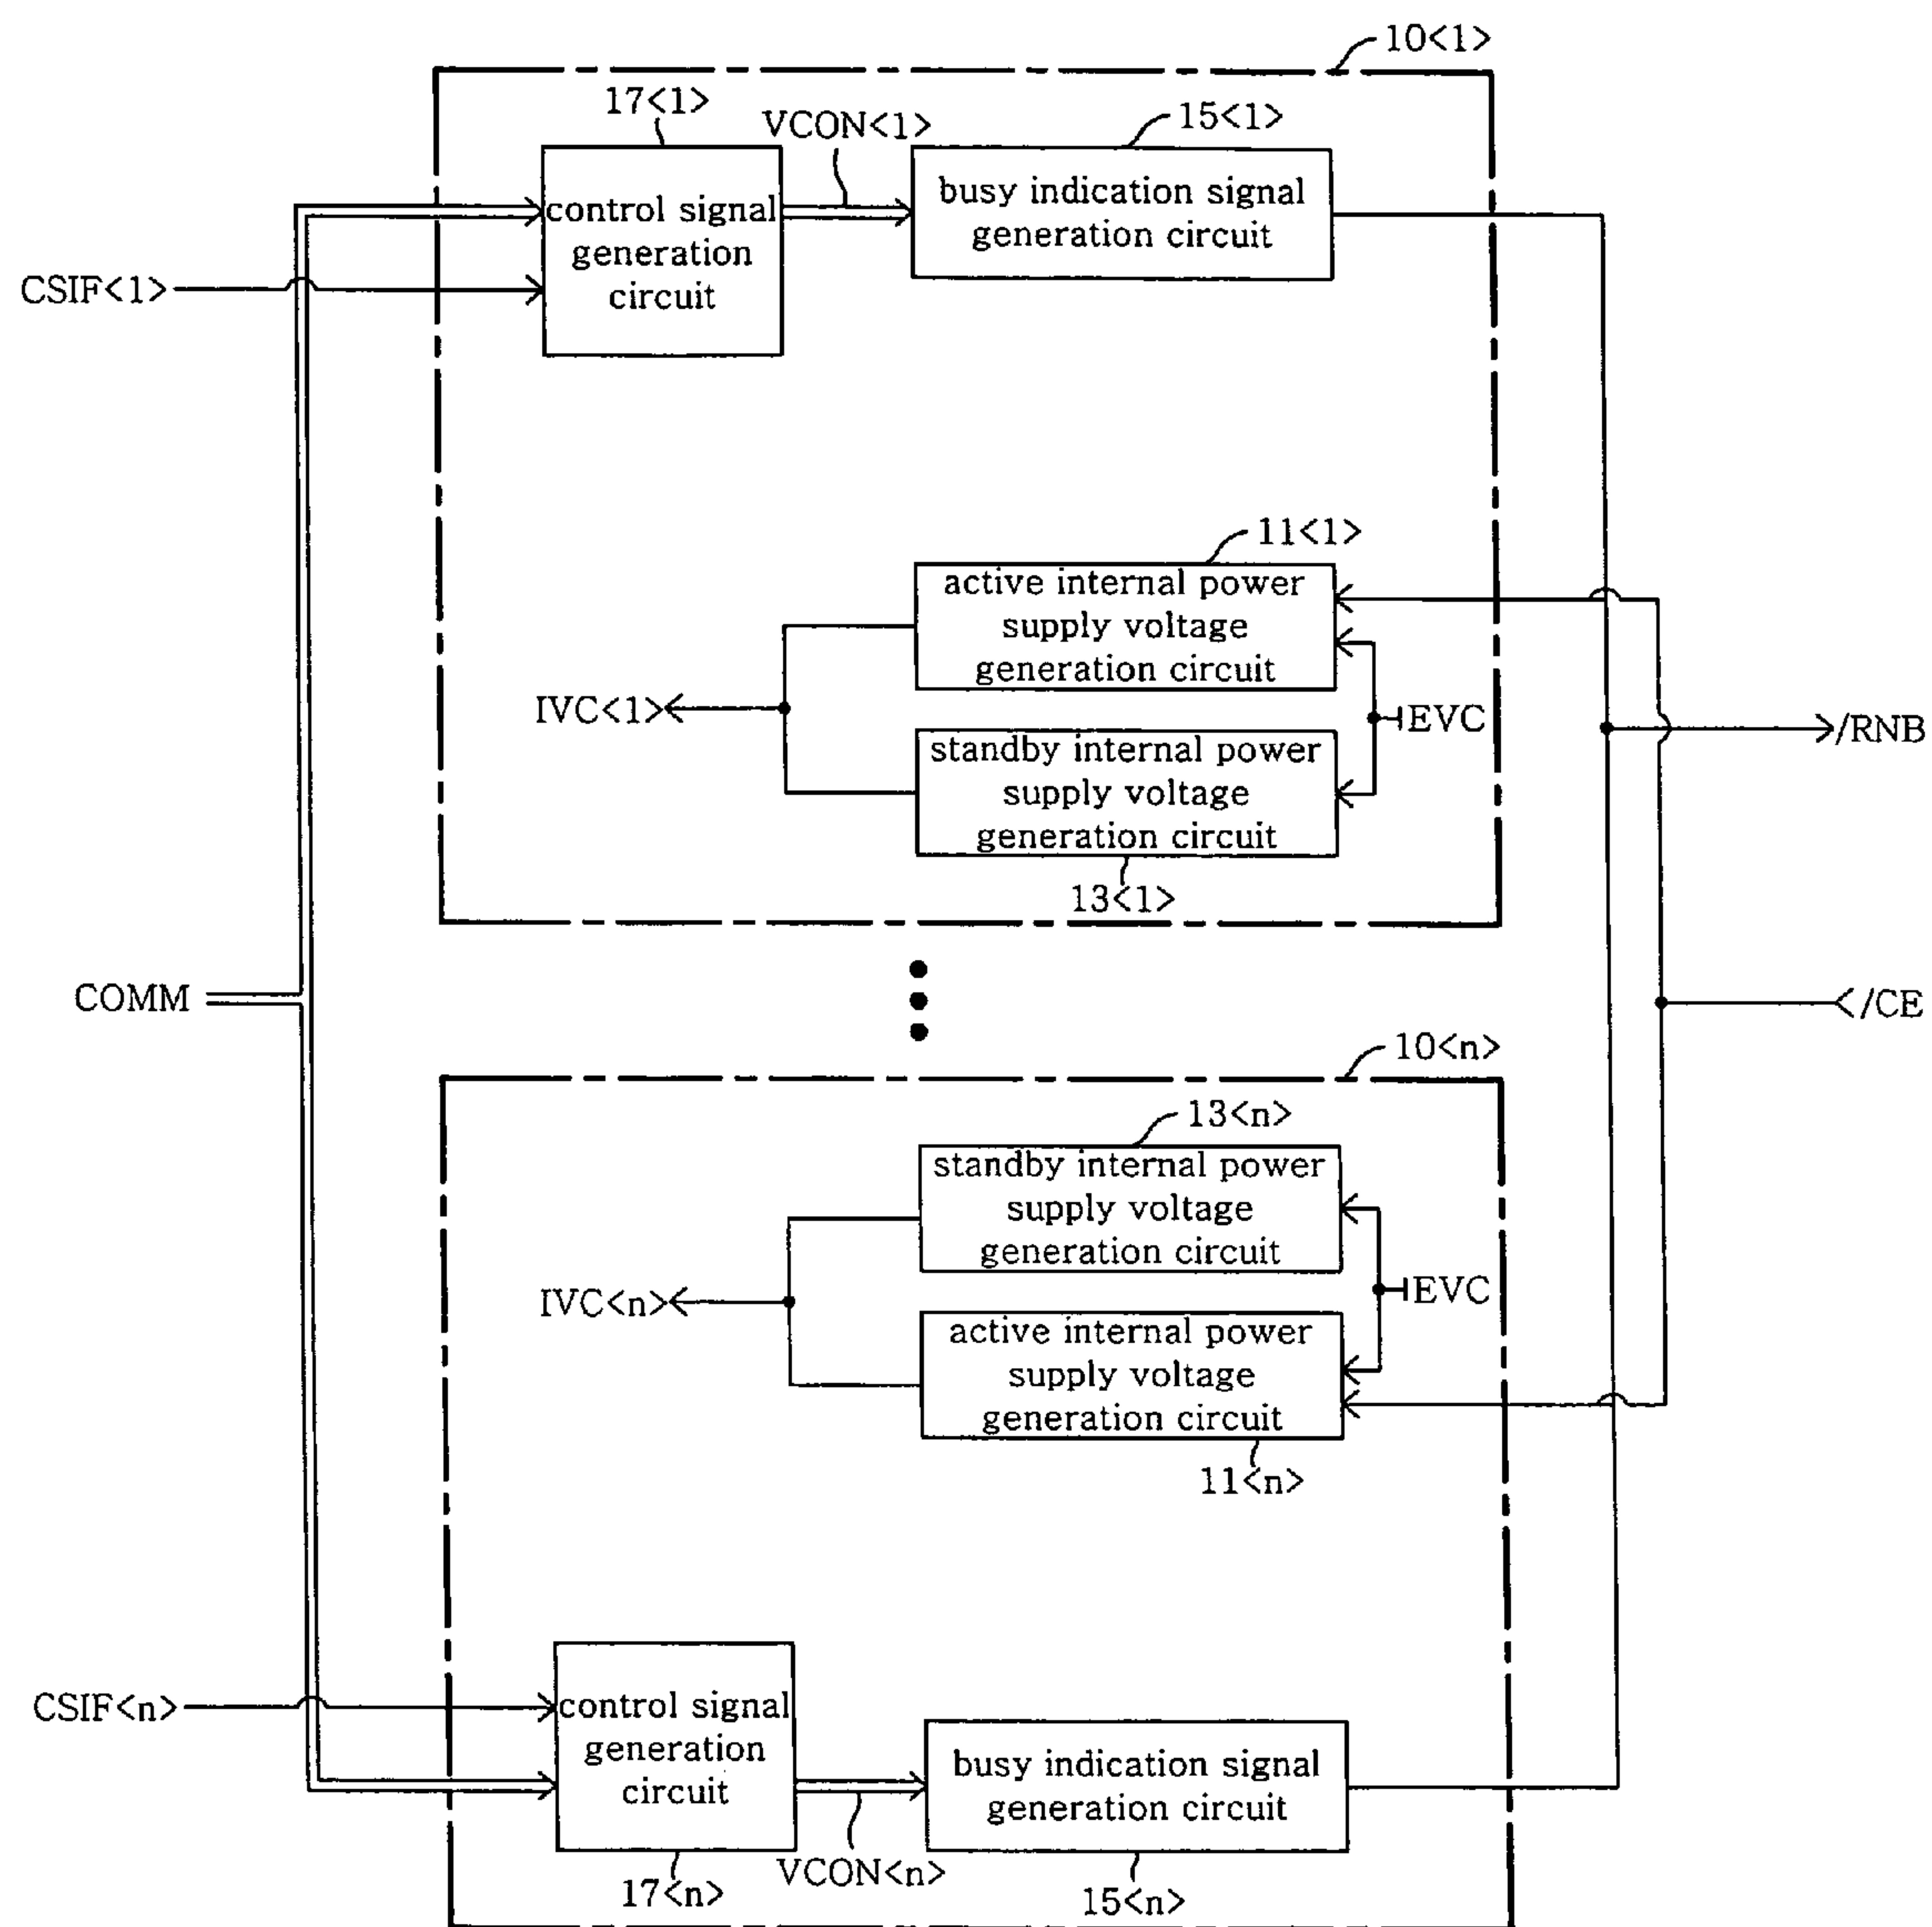 10<1>
17<1>
VCON<1>
15<1>
control signal
generation
circuit
busy indication signal
generation circuit
CSIF<1>
11<1>
active internal power
supply voltage
generation circuit
IVC<1>
EVC
/RNB
standby internal power
supply voltage
generation circuit
13<1>
COMM
/CE
10<n>
13<n>
standby internal power
supply voltage
generation circuit
IVC<n>
EVC
active internal power
supply voltage
generation circuit
11<n>
CSIF<n>
control signal
generation
circuit
busy indication signal
generation circuit
VCON<n>
17<n>
15<n>